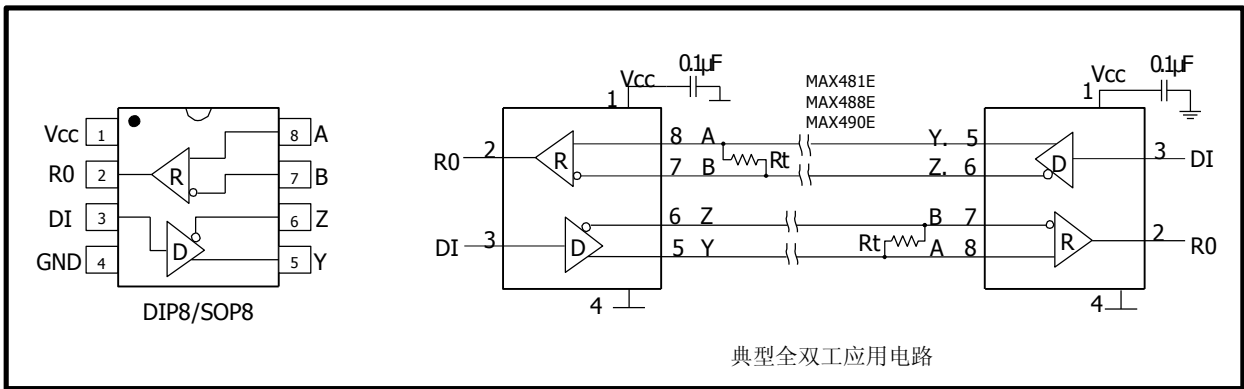 Vcc 1 8 A
R0 2 R 7 B
DI 3 6 Z
GND 4 D 5 Y
DIP8/SOP8
Vcc 0.1μF
1
R0 2 R 8 A
7 B
Rt
DI 3 D 6 Z
5 Y
4
MAX481E
MAX488E
MAX490E
Vcc 0.1μF
1
Y. 5 D 3 DI
Z. 6
B 7 R 2 R0
Rt
A 8
4
典型全双工应用电路